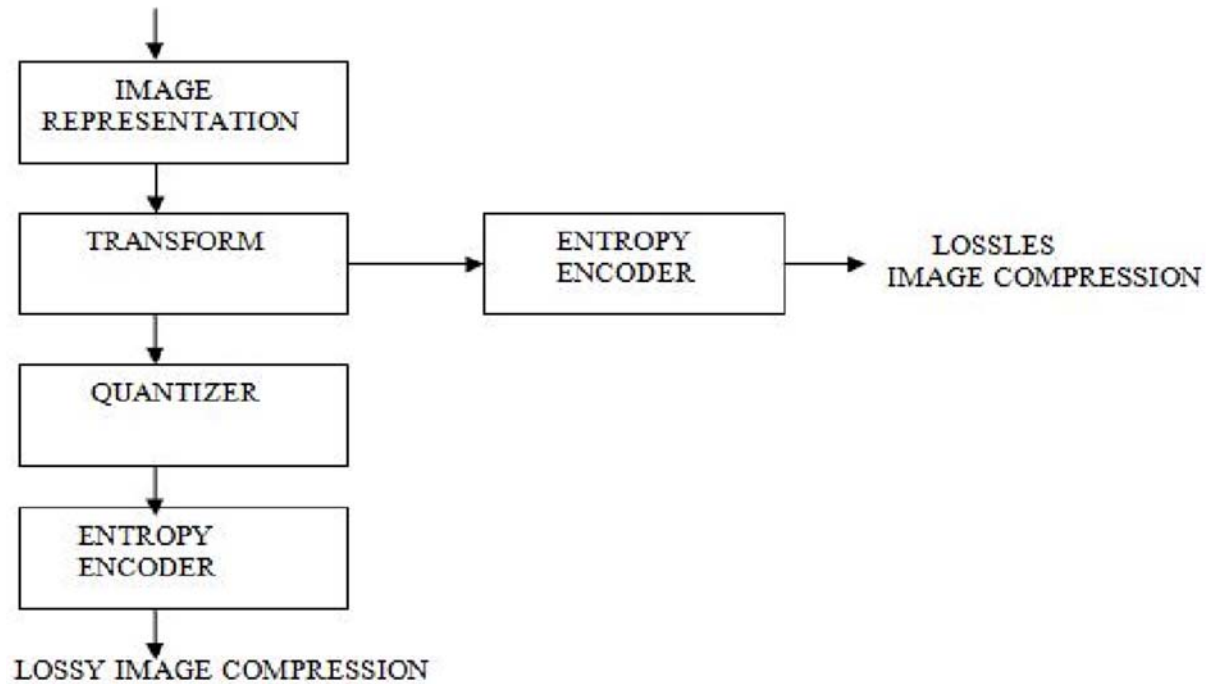 IMAGE
REPRESENTATION
TRANSFORM
ENTROPY
ENCODER
LOSSLES
IMAGE COMPRESSION
QUANTIZER
ENTROPY
ENCODER
LOSSY IMAGE COMPRESSION